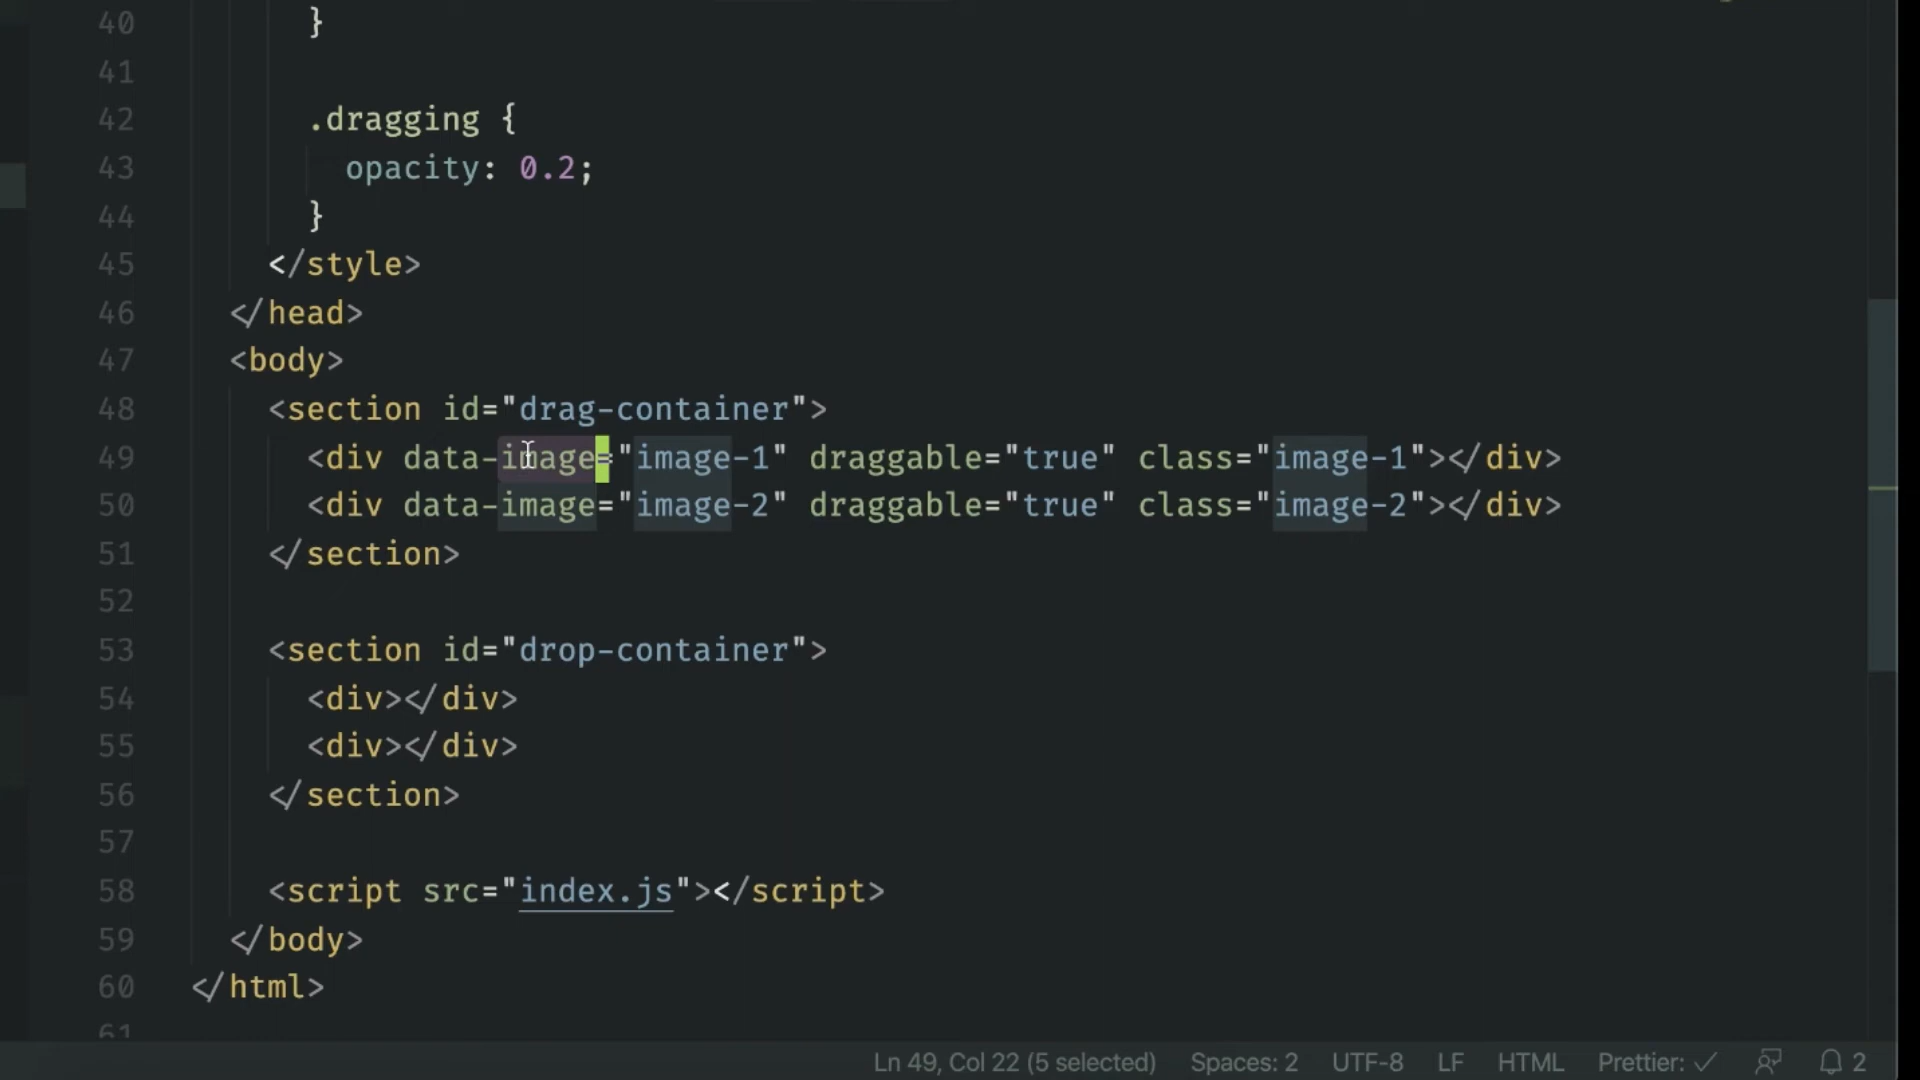 40 }
41
42 .dragging {
43 opacity: 0.2;
44 }
45 </style>
46 </head>
47 <body>
48 <section id="drag-container">
49 <div data-image="image-1" draggable="true" class="image-1"></div>
50 <div data-image="image-2" draggable="true" class="image-2"></div>
51 </section>
52
53 <section id="drop-container">
54 <div></div>
55 <div></div>
56 </section>
57
58 <script src="index.js"></script>
59 </body>
60 </html>
61
Ln 49, Col 22 (5 selected) Spaces: 2 UTF-8 LF HTML Prettier: ✓ 2